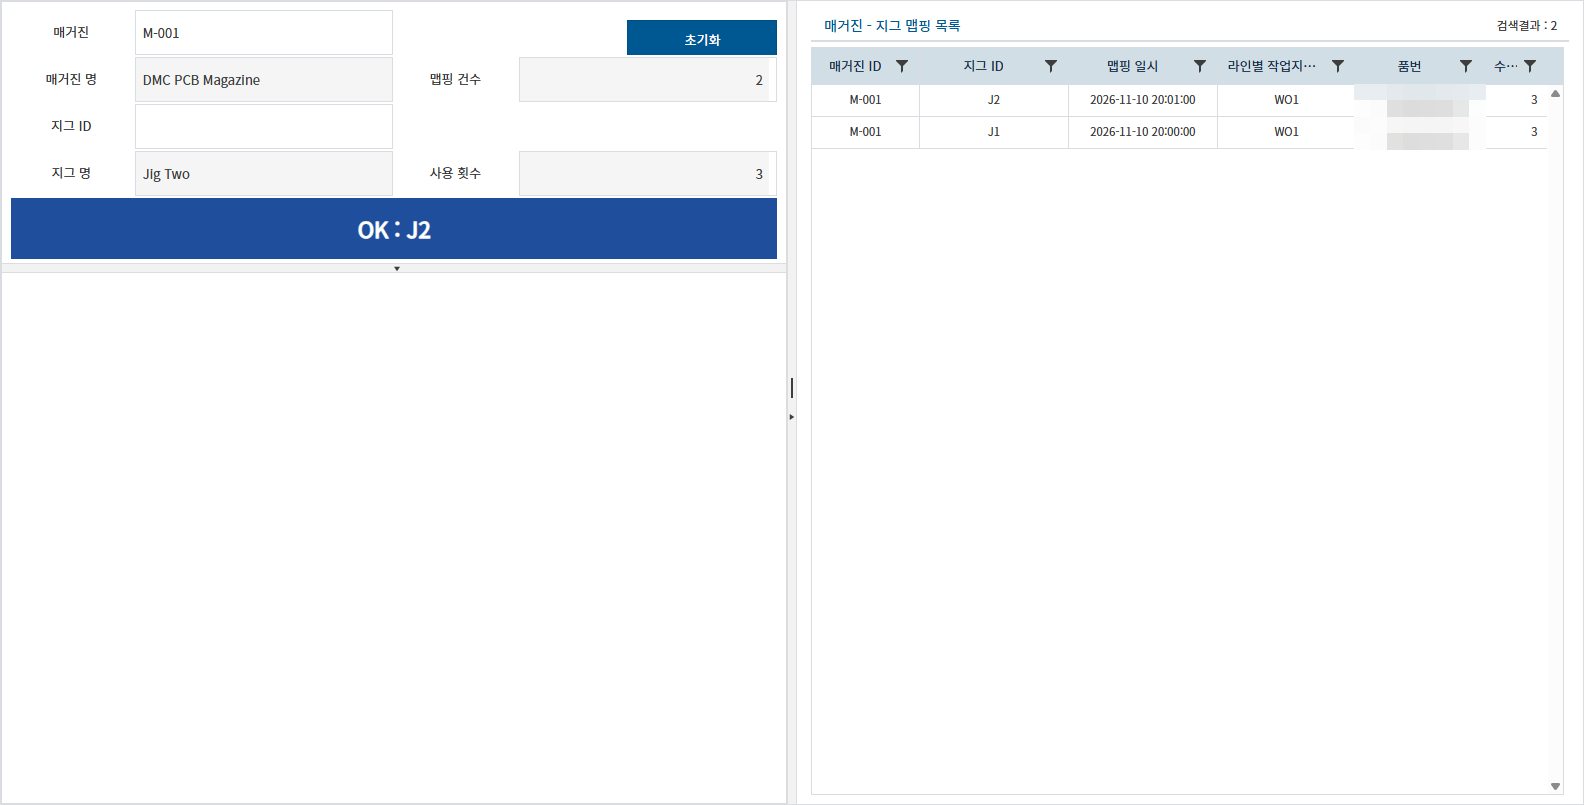 매거진 M-001 초기화
매거진 명 DMC PCB Magazine 맵핑 건수 2
지그 ID
지그 명 Jig Two 사용 횟수 3
OK : J2
매거진 - 지그 맵핑 목록 검색결과 : 2
매거진 ID 지그 ID 맵핑 일시 라인별 작업지··· 품번 수···
M-001 J2 2026-11-10 20:01:00 WO1 3
M-001 J1 2026-11-10 20:00:00 WO1 3